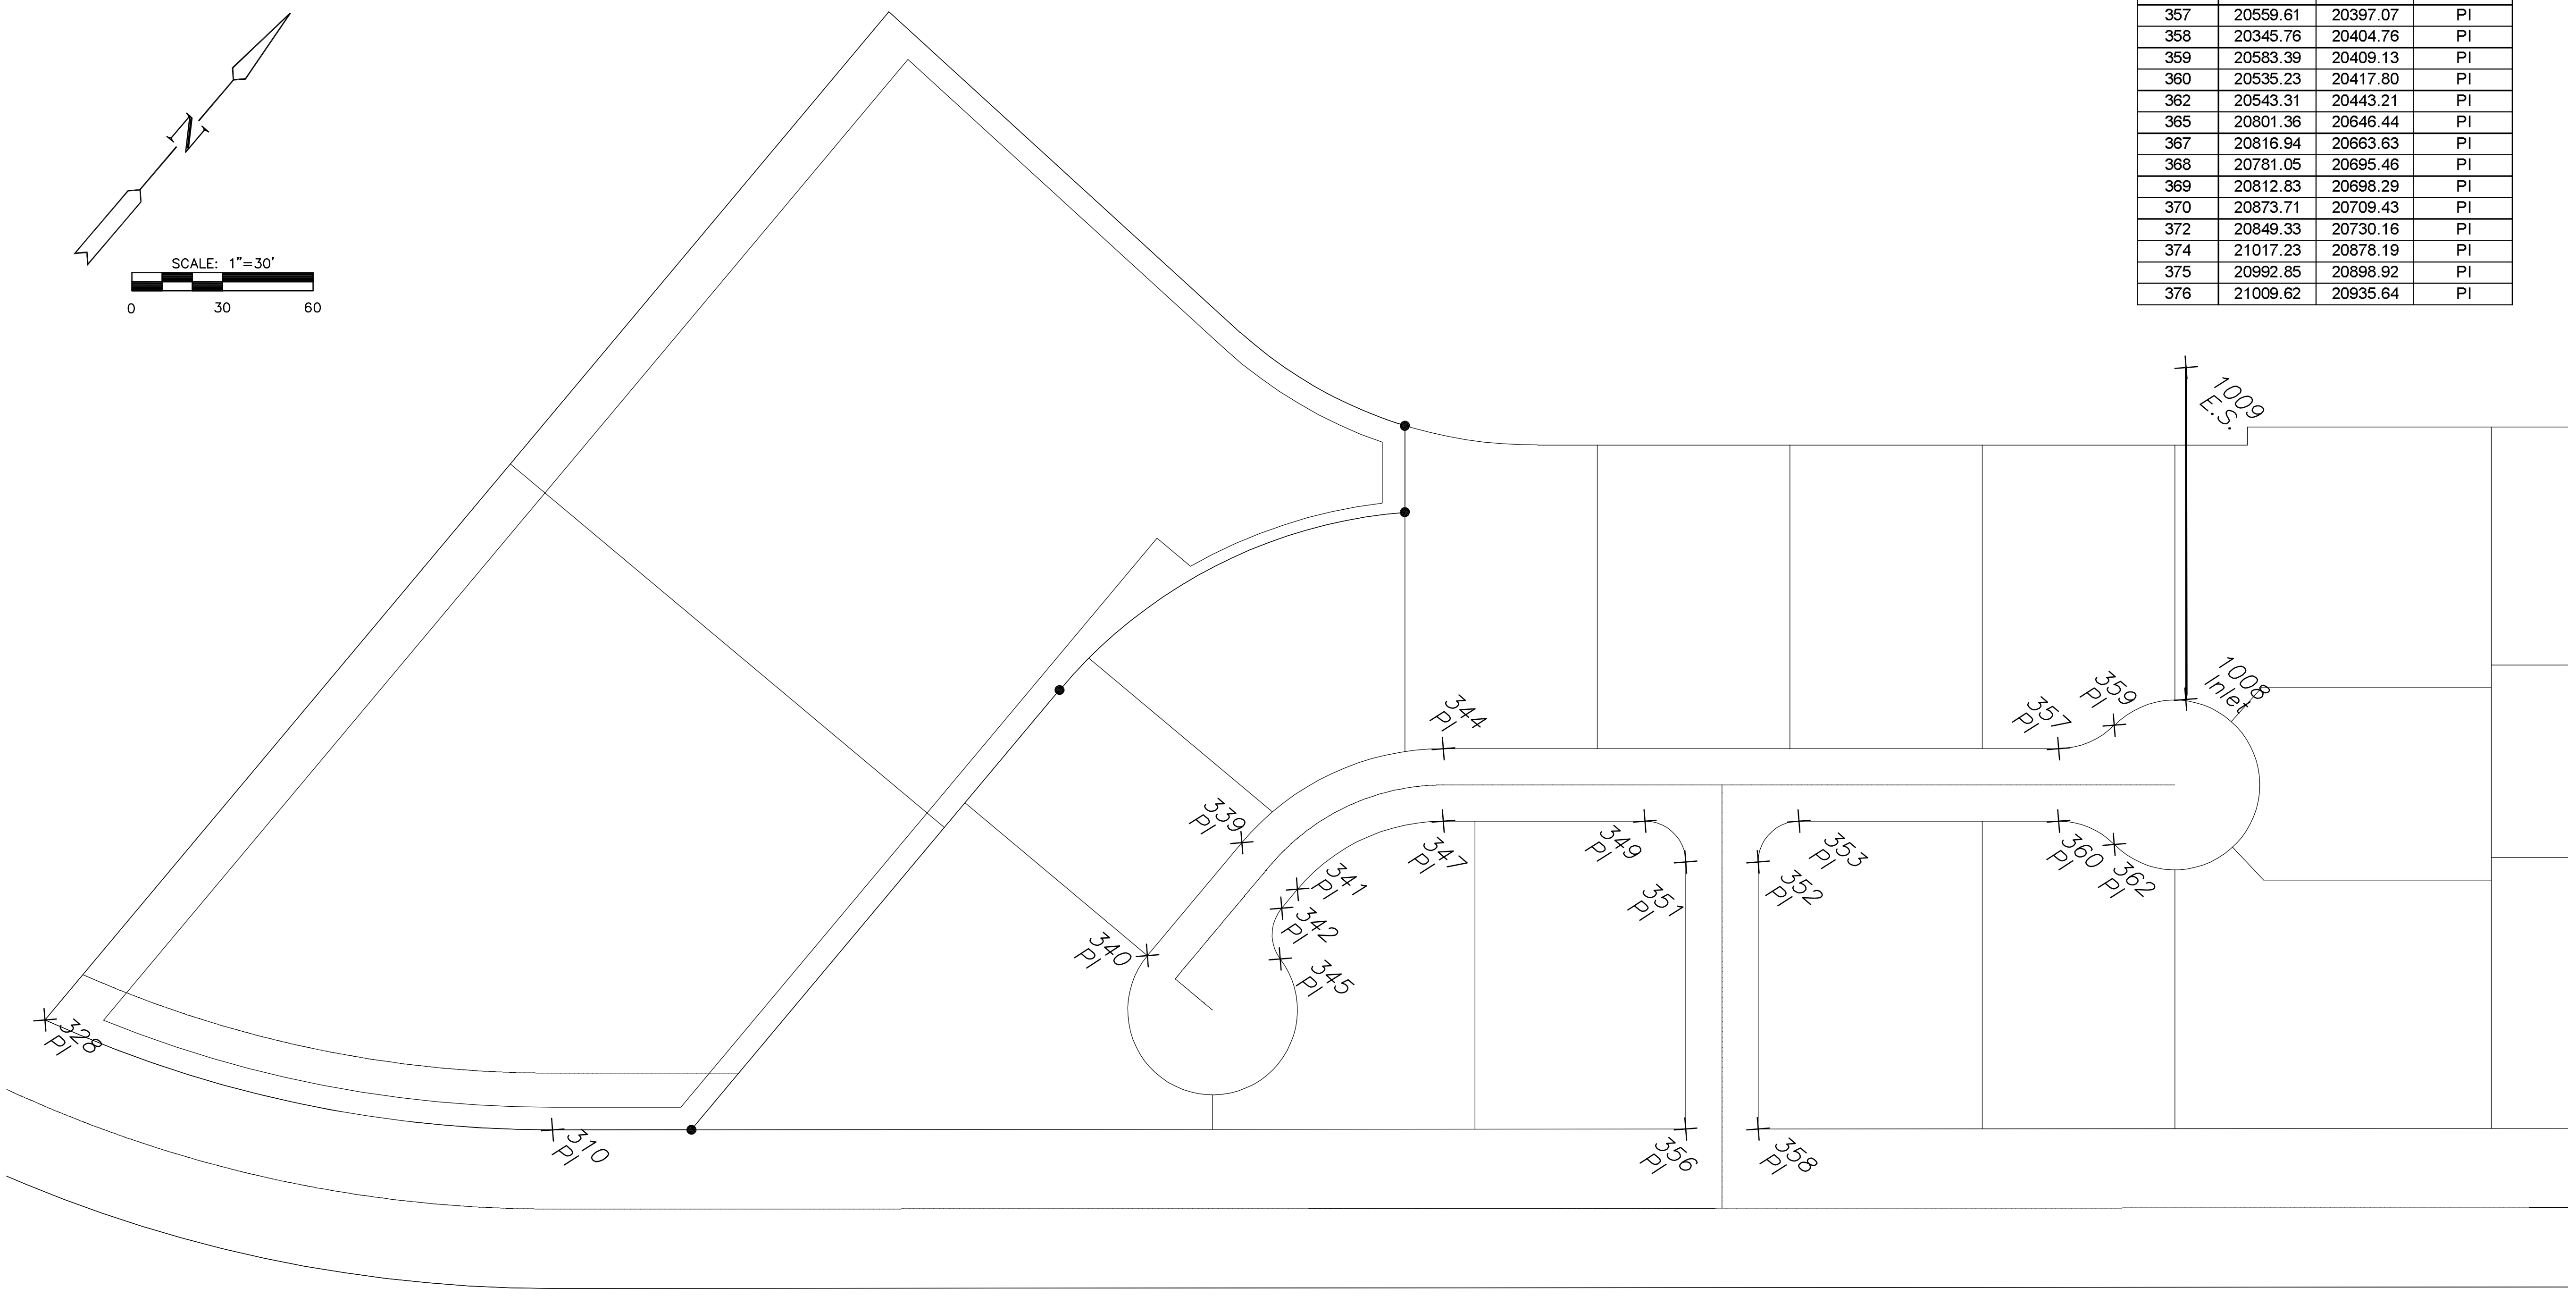 357 20559.61 20397.07 PI
358 20345.76 20404.76 PI
359 20583.39 20409.13 PI
360 20535.23 20417.80 PI
362 20543.31 20443.21 PI
365 20801.36 20646.44 PI
367 20816.94 20663.63 PI
368 20781.05 20695.46 PI
369 20812.83 20698.29 PI
370 20873.71 20709.43 PI
372 20849.33 20730.16 PI
374 21017.23 20878.19 PI
375 20992.85 20898.92 PI
376 21009.62 20935.64 PI
N
SCALE: 1"=30'
0 30 60
1009
E.S.
1008
Inlet
359
PI
357
PI
344
PI
339
PI
347
PI
349
PI
353
PI
360
PI
362
PI
341
PI
351
PI
352
PI
342
PI
340
PI
345
PI
328
PI
310
PI
356
PI
358
PI